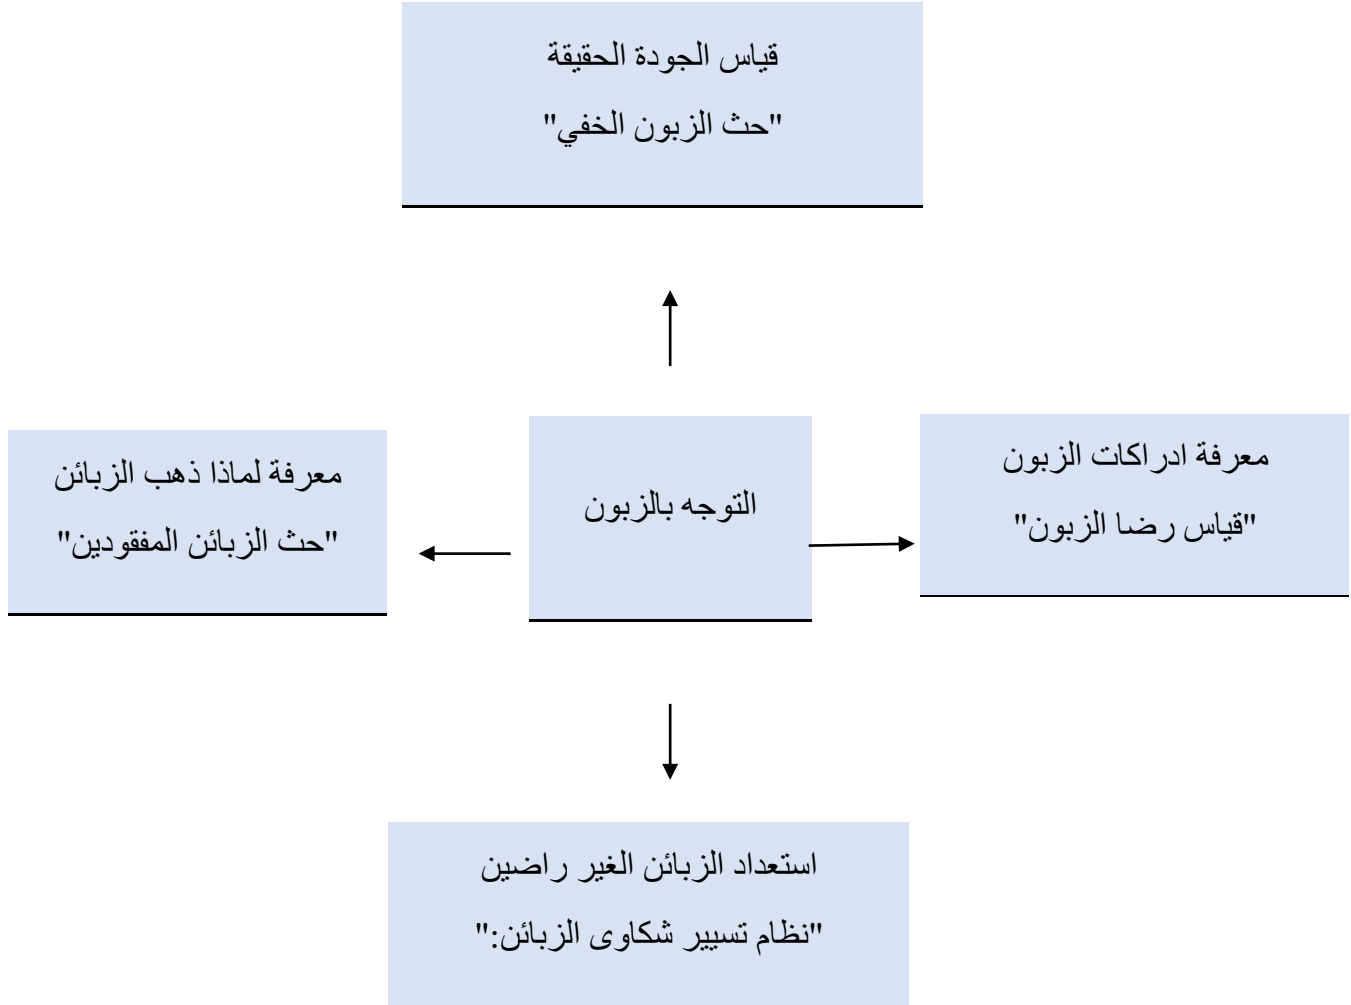 قياس الجودة الحقيقة
"حث الزبون الخفي"
معرفة ادراكات الزبون
"قياس رضا الزبون"
التوجه بالزبون
معرفة لماذا ذهب الزبائن
"حث الزبائن المفقودين"
استعداد الزبائن الغير راضين
"نظام تسيير شكاوى الزبائن:"